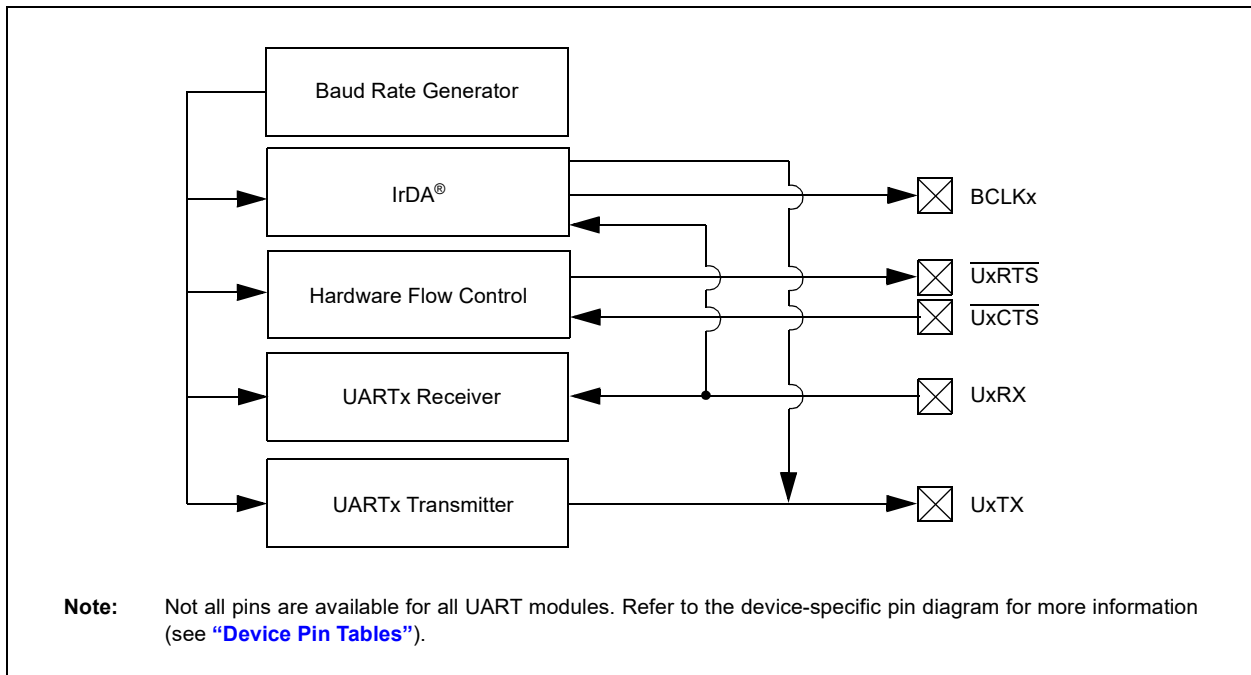 Baud Rate Generator
IrDA®
BCLKx
UxRTS
Hardware Flow Control
UxCTS
UARTx Receiver
UxRX
UARTx Transmitter
UxTX
Note: Not all pins are available for all UART modules. Refer to the device-specific pin diagram for more information
(see “Device Pin Tables”).